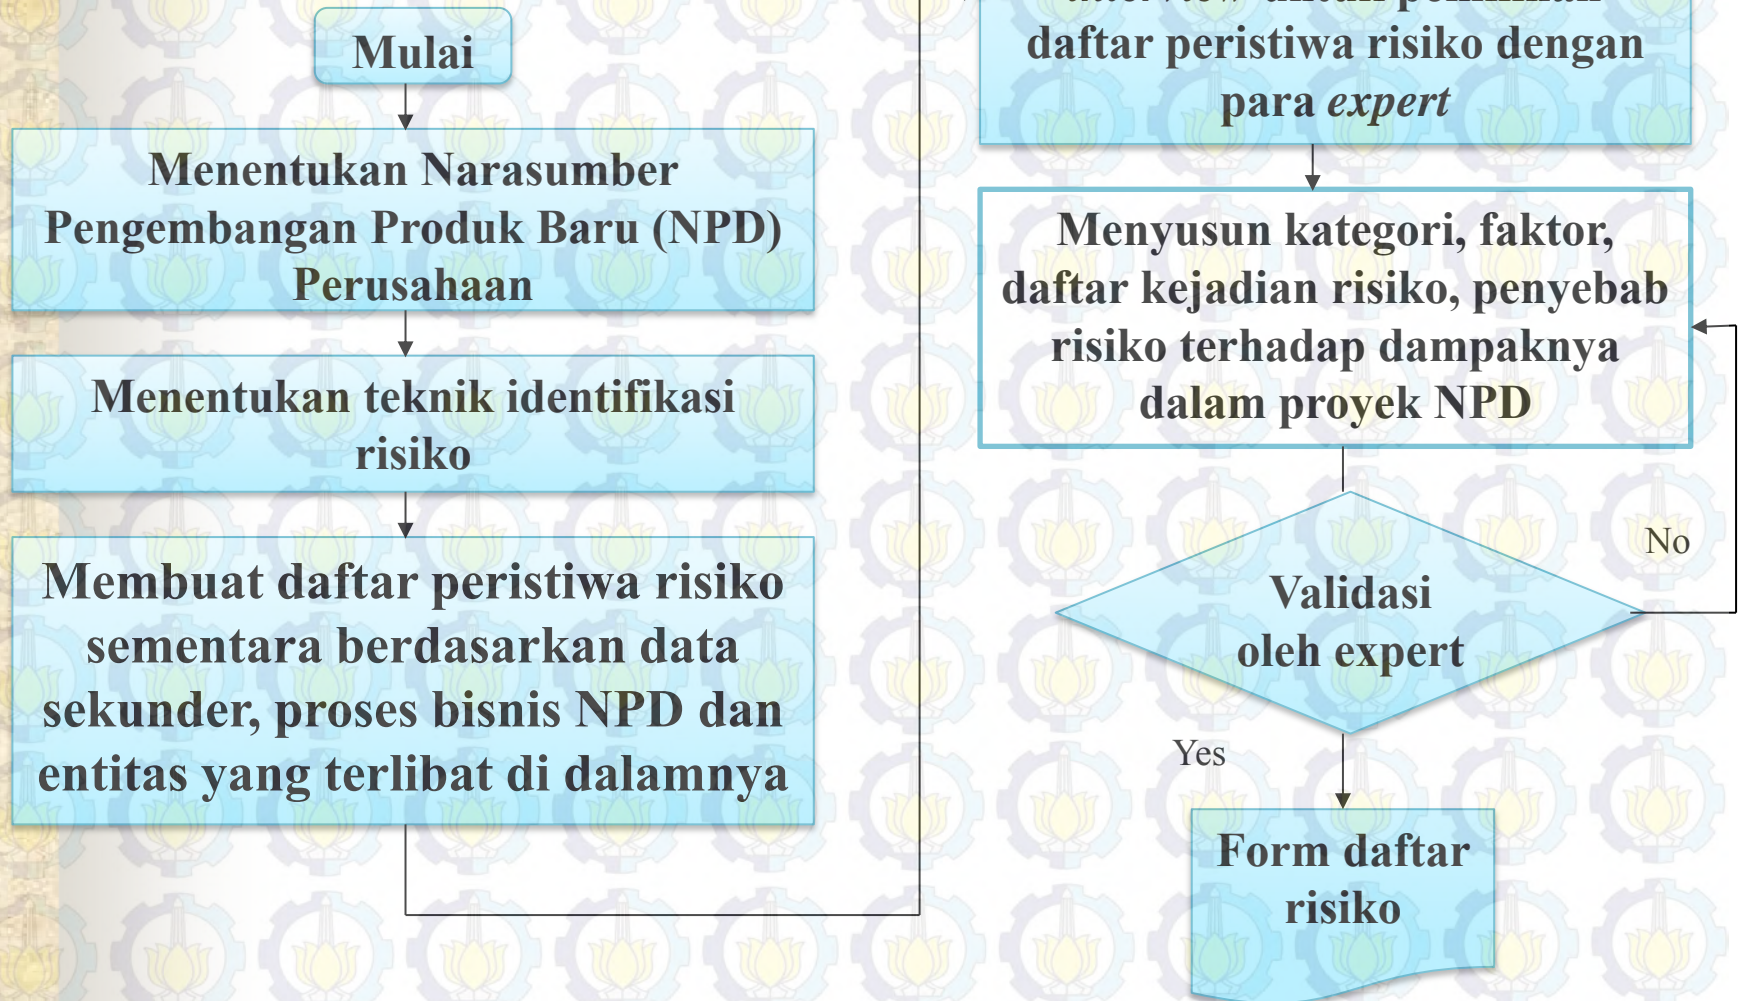 Mulai
Menentukan Narasumber
Pengembangan Produk Baru (NPD)
Perusahaan
Menentukan teknik identifikasi
risiko
Membuat daftar peristiwa risiko
sementara berdasarkan data
sekunder, proses bisnis NPD dan
entitas yang terlibat di dalamnya
daftar peristiwa risiko dengan
para expert
Menyusun kategori, faktor,
daftar kejadian risiko, penyebab
risiko terhadap dampaknya
dalam proyek NPD
Validasi
oleh expert
No
Yes
Form daftar
risiko